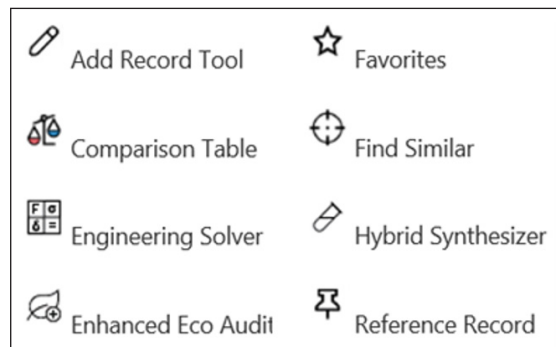 Add Record Tool
Favorites
Comparison Table
Find Similar
F σ
δ =
Engineering Solver
Hybrid Synthesizer
Enhanced Eco Audit
Reference Record